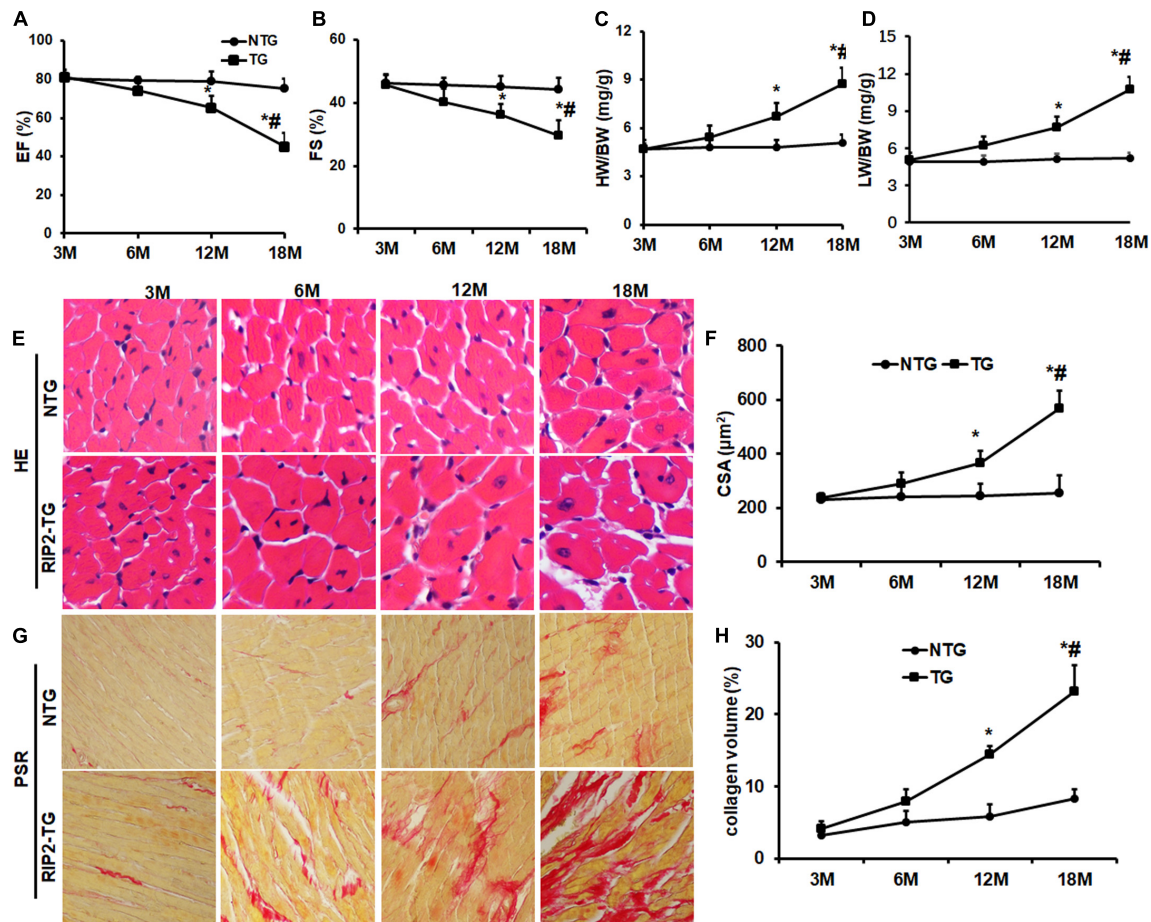 A
EF (%)
100
80
60
40
20
0
NTG
TG
*
*#
3M 6M 12M 18M
B
FS (%)
60
40
20
0
*
*#
3M 6M 12M 18M
C
HW/BW (mg/g)
12
9
6
3
0
*
*#
3M 6M 12M 18M
D
LW/BW (mg/g)
15
12
9
6
3
0
*
*#
3M 6M 12M 18M
3M 6M 12M 18M
E
HE
NTG
RIP2-TG
F
CSA (µm²)
800
600
400
200
0
NTG TG
*
*#
3M 6M 12M 18M
G
PSR
NTG
RIP2-TG
H
collagen volume (%)
30
20
10
0
NTG
TG
*
*#
3M 6M 12M 18M